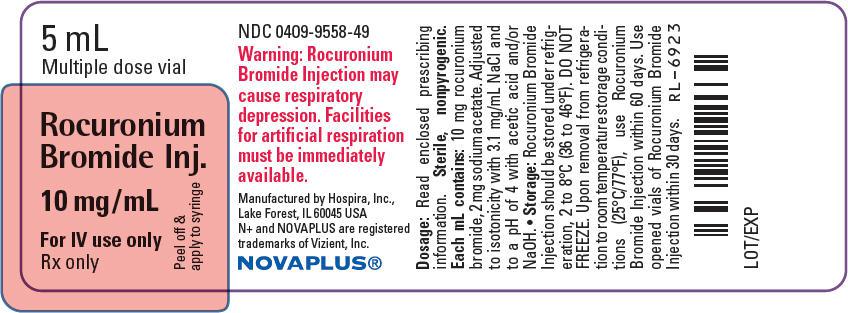 5 mL
Multiple dose vial
Rocuronium
Bromide Inj.
10 mg/mL
For IV use only
Rx only
Peel off &
apply to syringe
NDC 0409-9558-49
Warning: Rocuronium
Bromide Injection may
cause respiratory
depression. Facilities
for artificial respiration
must be immediately
available.
Manufactured by Hospira, Inc.,
Lake Forest, IL 60045 USA
N+ and NOVAPLUS are registered
trademarks of Vizient, Inc.
NOVAPLUS®
Dosage: Read enclosed prescribing
information. Sterile, nonpyrogenic.
Each mL contains: 10 mg rocuronium
bromide, 2 mg sodium acetate. Adjusted
to isotonicity with 3.1 mg/mL NaCl and
to a pH of 4 with acetic acid and/or
NaOH. • Storage: Rocuronium Bromide
Injection should be stored under refrig-
eration, 2 to 8°C (36 to 46°F). DO NOT
FREEZE. Upon removal from refrigera-
tion to room temperature storage condi-
tions (25°C/77°F), use Rocuronium
Bromide Injection within 60 days. Use
opened vials of Rocuronium Bromide
Injection within 30 days. RL-6923
LOT/EXP